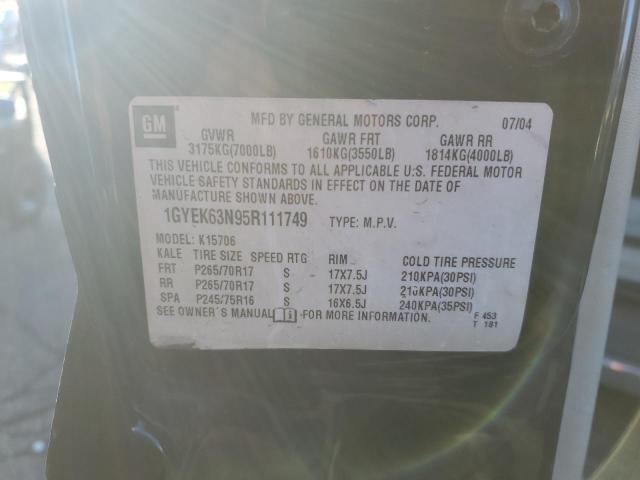 GM
MFD BY GENERAL MOTORS CORP. 07/04
GVWR GAWR FRT GAWR RR
3175KG(7000LB) 1610KG(3550LB) 1814KG(4000LB)
THIS VEHICLE CONFORMS TO ALL APPLICABLE U.S. FEDERAL MOTOR
VEHICLE SAFETY STANDARDS IN EFFECT ON THE DATE OF
MANUFACTURE SHOWN ABOVE.
1GYEK63N95R111749 TYPE: M.P.V.
MODEL: K15706
KALE TIRE SIZE SPEED RTG RIM COLD TIRE PRESSURE
FRT P265/70R17 S 17X7.5J 210KPA(30PSI)
RR P265/70R17 S 17X7.5J 210KPA(30PSI)
SPA P245/75R16 S 16X6.5J 240KPA(35PSI)
SEE OWNER'S MANUAL FOR MORE INFORMATION. F 453
T 181